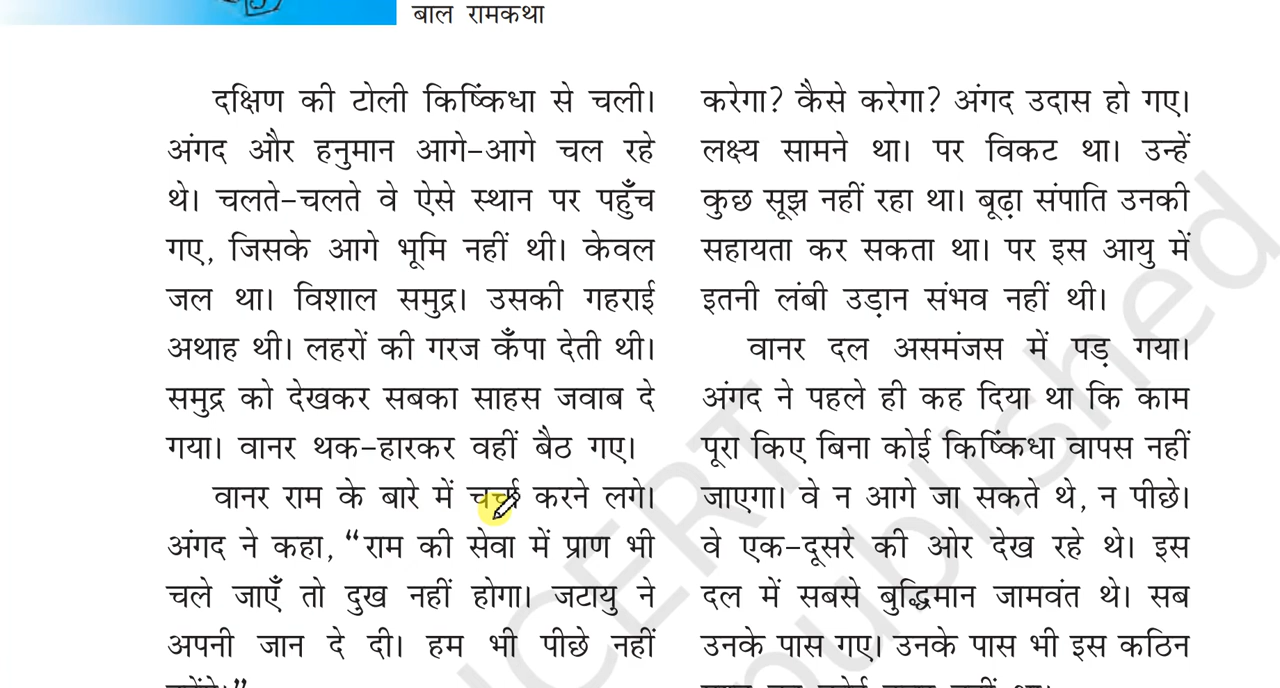 बाल रामकथा
दक्षिण की टोली किष्किंधा से चली।
अंगद और हनुमान आगे-आगे चल रहे
थे। चलते-चलते वे ऐसे स्थान पर पहुँच
गए, जिसके आगे भूमि नहीं थी। केवल
जल था। विशाल समुद्र। उसकी गहराई
अथाह थी। लहरों की गरज कँपा देती थी।
समुद्र को देखकर सबका साहस जवाब दे
गया। वानर थक-हारकर वहीं बैठ गए।
वानर राम के बारे में चर्चा करने लगे।
अंगद ने कहा, “राम की सेवा में प्राण भी
चले जाएँ तो दुख नहीं होगा। जटायु ने
अपनी जान दे दी। हम भी पीछे नहीं
करेगा? कैसे करेगा? अंगद उदास हो गए।
लक्ष्य सामने था। पर विकट था। उन्हें
कुछ सूझ नहीं रहा था। बूढ़ा संपाति उनकी
सहायता कर सकता था। पर इस आयु में
इतनी लंबी उड़ान संभव नहीं थी।
वानर दल असमंजस में पड़ गया।
अंगद ने पहले ही कह दिया था कि काम
पूरा किए बिना कोई किष्किंधा वापस नहीं
जाएगा। वे न आगे जा सकते थे, न पीछे।
वे एक-दूसरे की ओर देख रहे थे। इस
दल में सबसे बुद्धिमान जामवंत थे। सब
उनके पास गए। उनके पास भी इस कठिन
NCERT
published